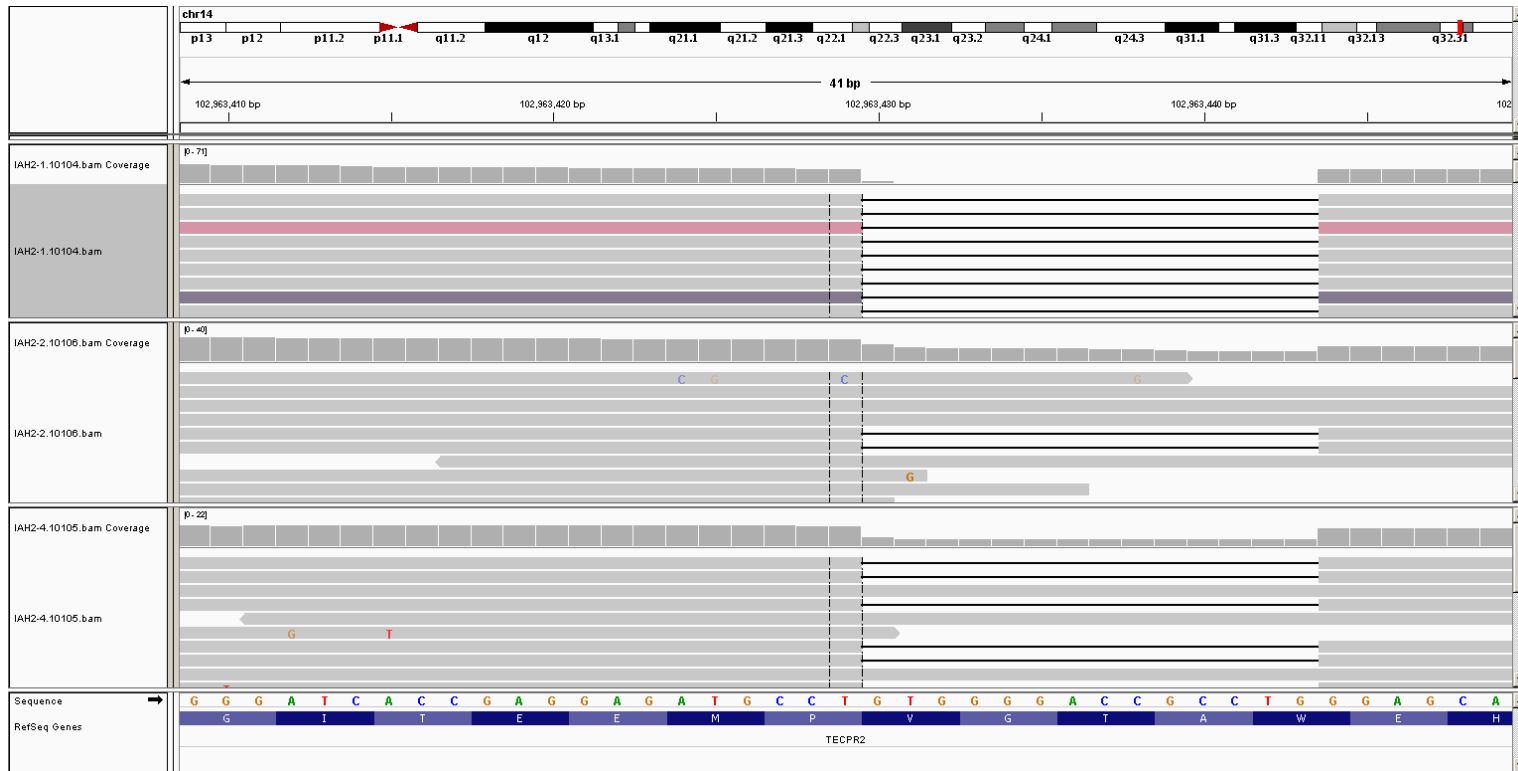 chr14
p13 p12 p11.2 p11.1 q11.2 q12 q13.1 q21.1 q21.2 q21.3 q22.1 q22.3 q23.1 q23.2 q24.1 q24.3 q31.1 q31.3 q32.11 q32.13 q32.31
41 bp
102,963,410 bp 102,963,420 bp 102,963,430 bp 102,963,440 bp 102
IAH2-1.10104.bam Coverage [0 - 71]
IAH2-1.10104.bam
IAH2-2.10106.bam Coverage [0 - 40]
C G C G
IAH2-2.10106.bam
G
IAH2-4.10105.bam Coverage [0 - 22]
IAH2-4.10105.bam
G T
Sequence G G G A T C A C C G A G G A G A T G C C T G T G G G G A C C G C C T G G G A G C A
RefSeq Genes G I T E E M P V G T A W E H
TECPR2